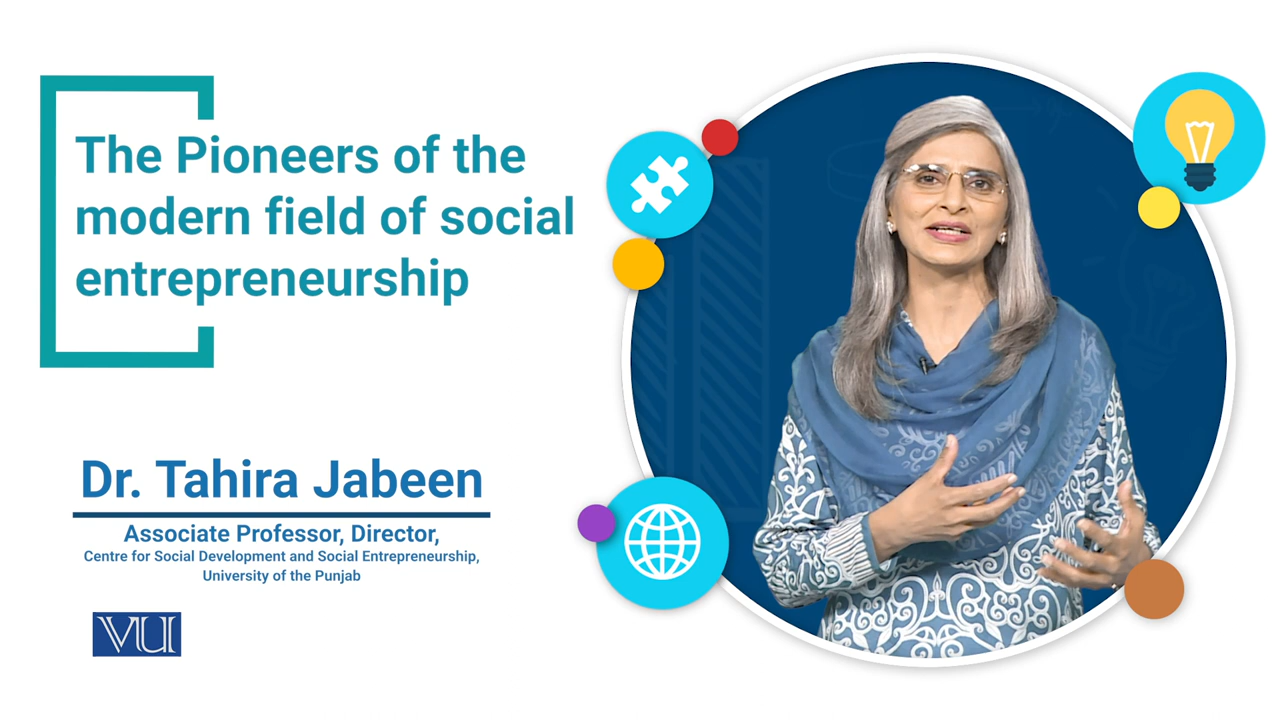 The Pioneers of the
modern field of social
entrepreneurship
Dr. Tahira Jabeen
Associate Professor, Director,
Centre for Social Development and Social Entrepreneurship,
University of the Punjab
VU